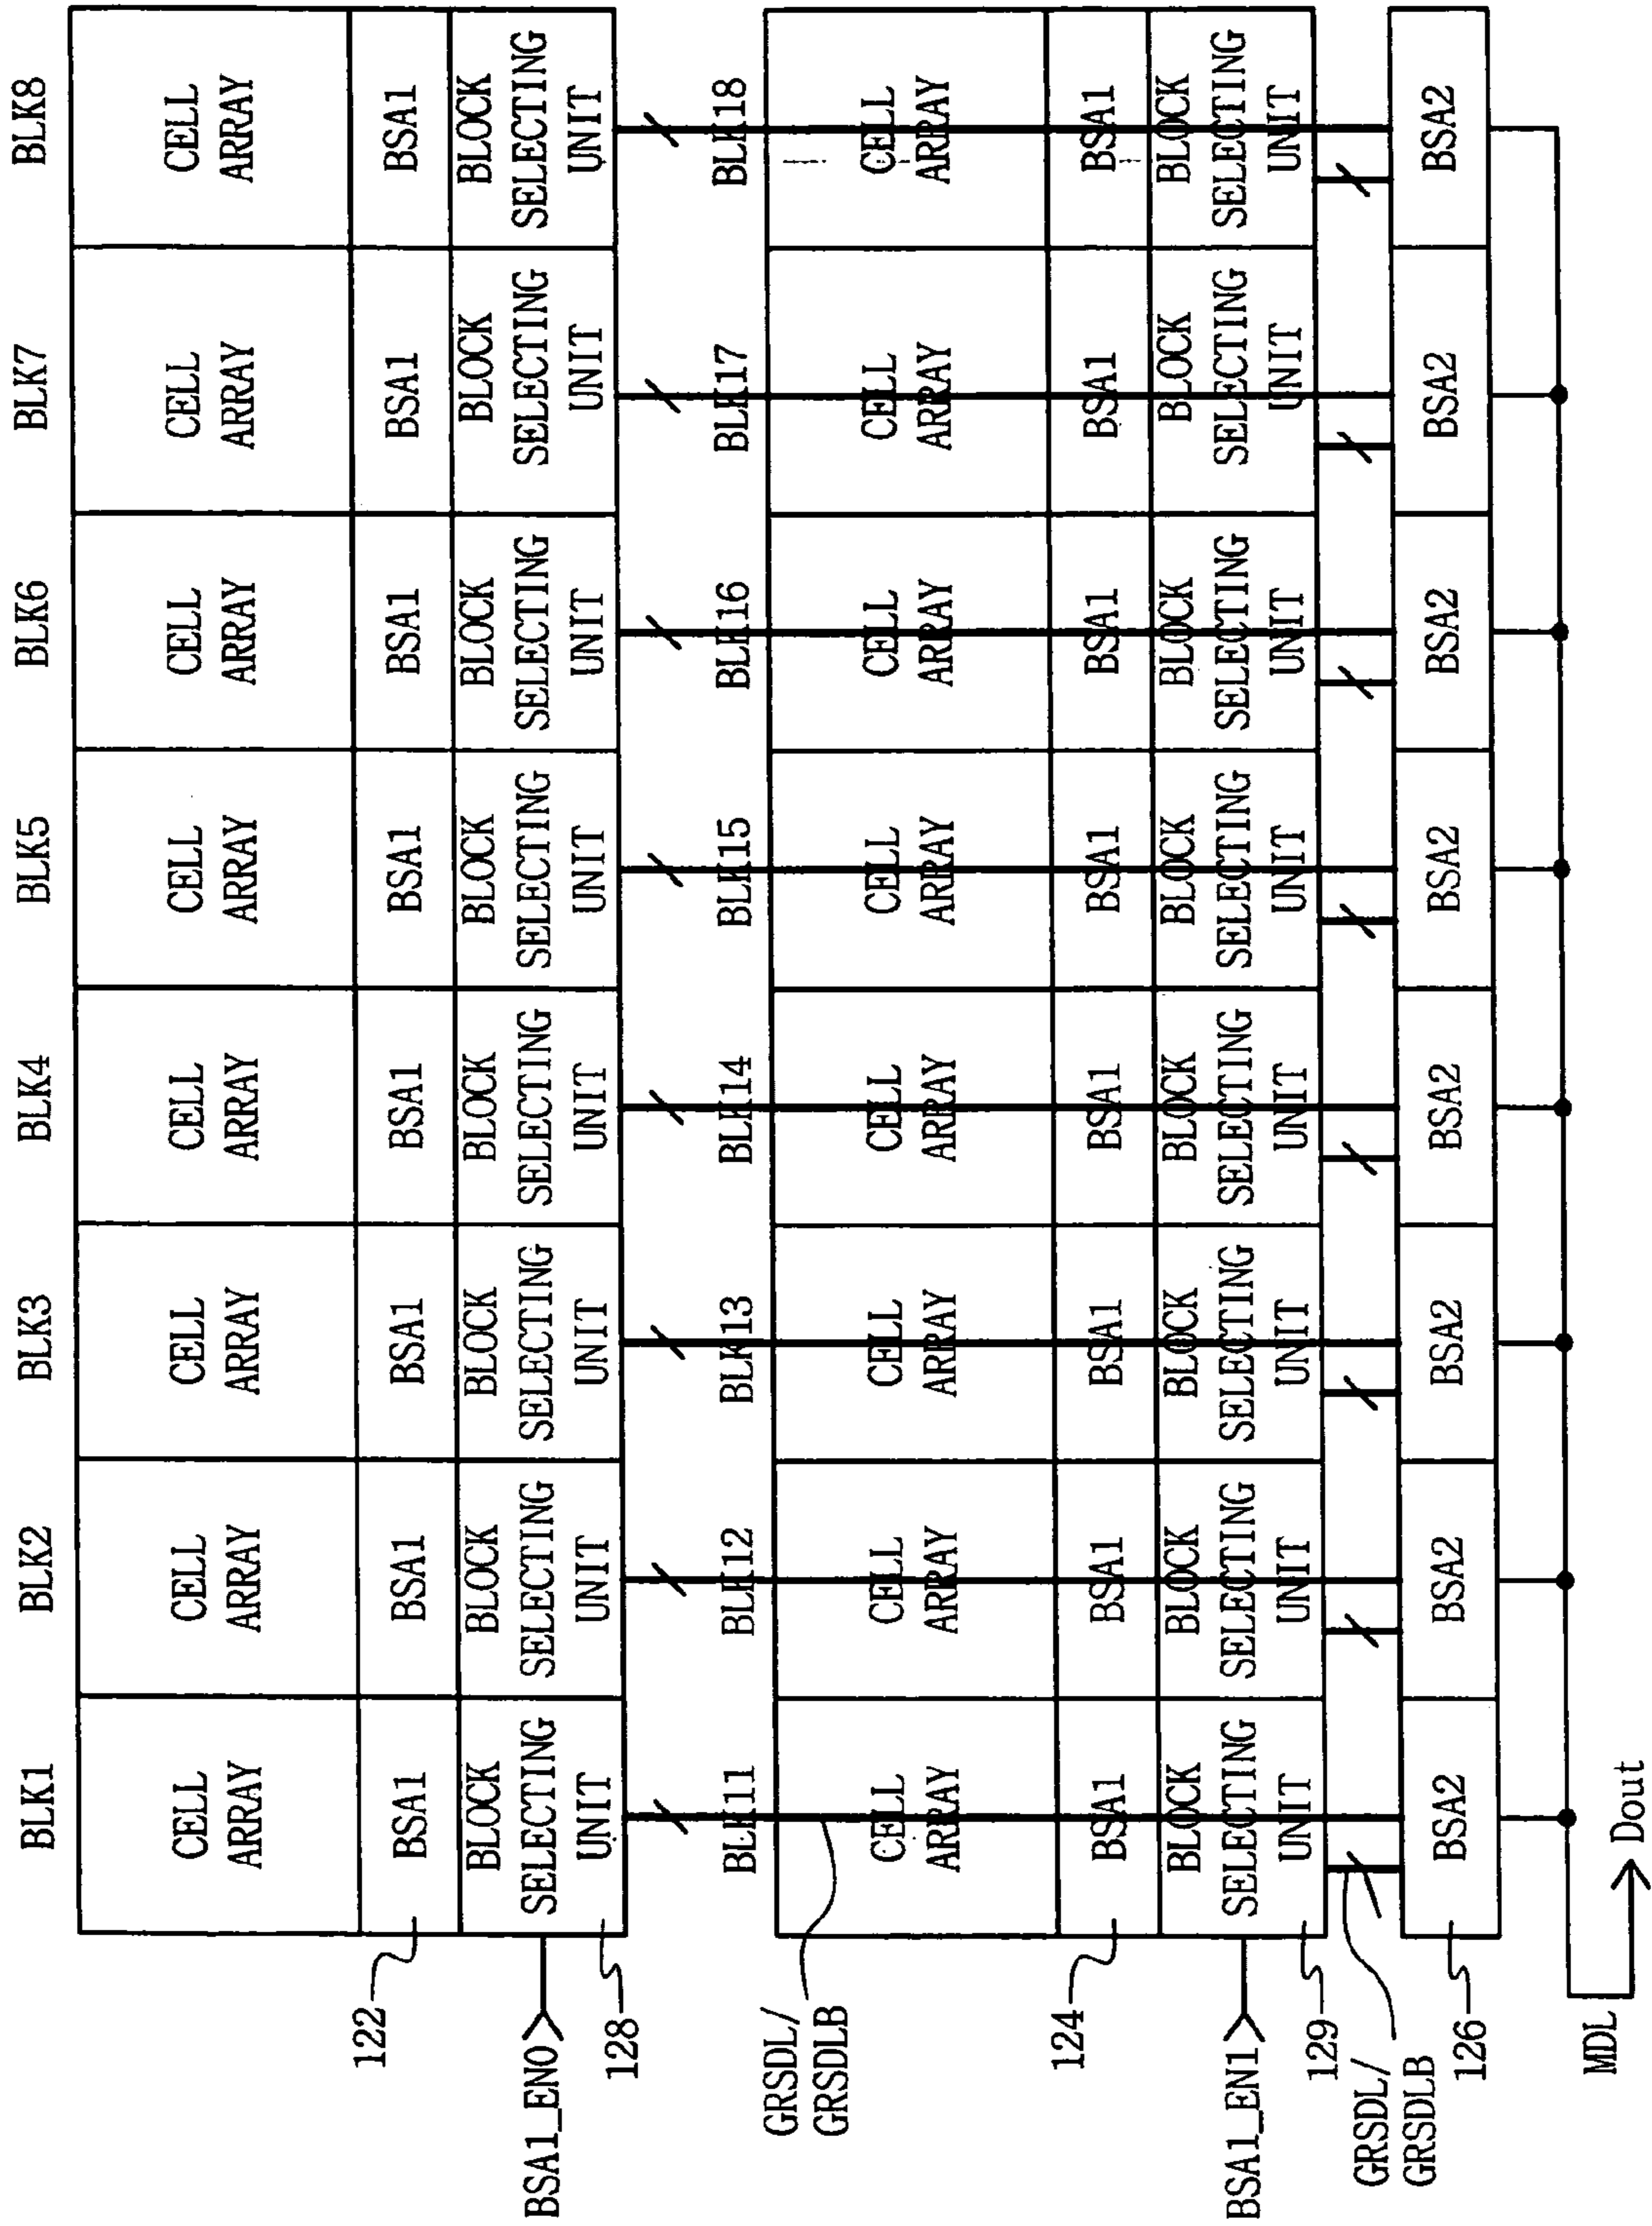 BLK1 BLK2 BLK3 BLK4 BLK5 BLK6 BLK7 BLK8
CELL CELL CELL CELL CELL CELL CELL CELL
ARRAY ARRAY ARRAY ARRAY ARRAY ARRAY ARRAY ARRAY
122 BSA1 BSA1 BSA1 BSA1 BSA1 BSA1 BSA1 BSA1
BLOCK BLOCK BLOCK BLOCK BLOCK BLOCK BLOCK BLOCK
BSA1_EN0 SELECTING SELECTING SELECTING SELECTING SELECTING SELECTING SELECTING SELECTING
128 UNIT UNIT UNIT UNIT UNIT UNIT UNIT UNIT
BLK11 BLK12 BLK13 BLK14 BLK15 BLK16 BLK17 BLK18
GRSDL/
GRSDLB
CELL CELL CELL CELL CELL CELL CELL CELL
ARRAY ARRAY ARRAY ARRAY ARRAY ARRAY ARRAY ARRAY
124 BSA1 BSA1 BSA1 BSA1 BSA1 BSA1 BSA1 BSA1
BLOCK BLOCK BLOCK BLOCK BLOCK BLOCK BLOCK BLOCK
BSA1_EN1 SELECTING SELECTING SELECTING SELECTING SELECTING SELECTING SELECTING SELECTING
129 UNIT UNIT UNIT UNIT UNIT UNIT UNIT UNIT
GRSDL/
GRSDLB
126 BSA2 BSA2 BSA2 BSA2 BSA2 BSA2 BSA2 BSA2
MDL
Dout